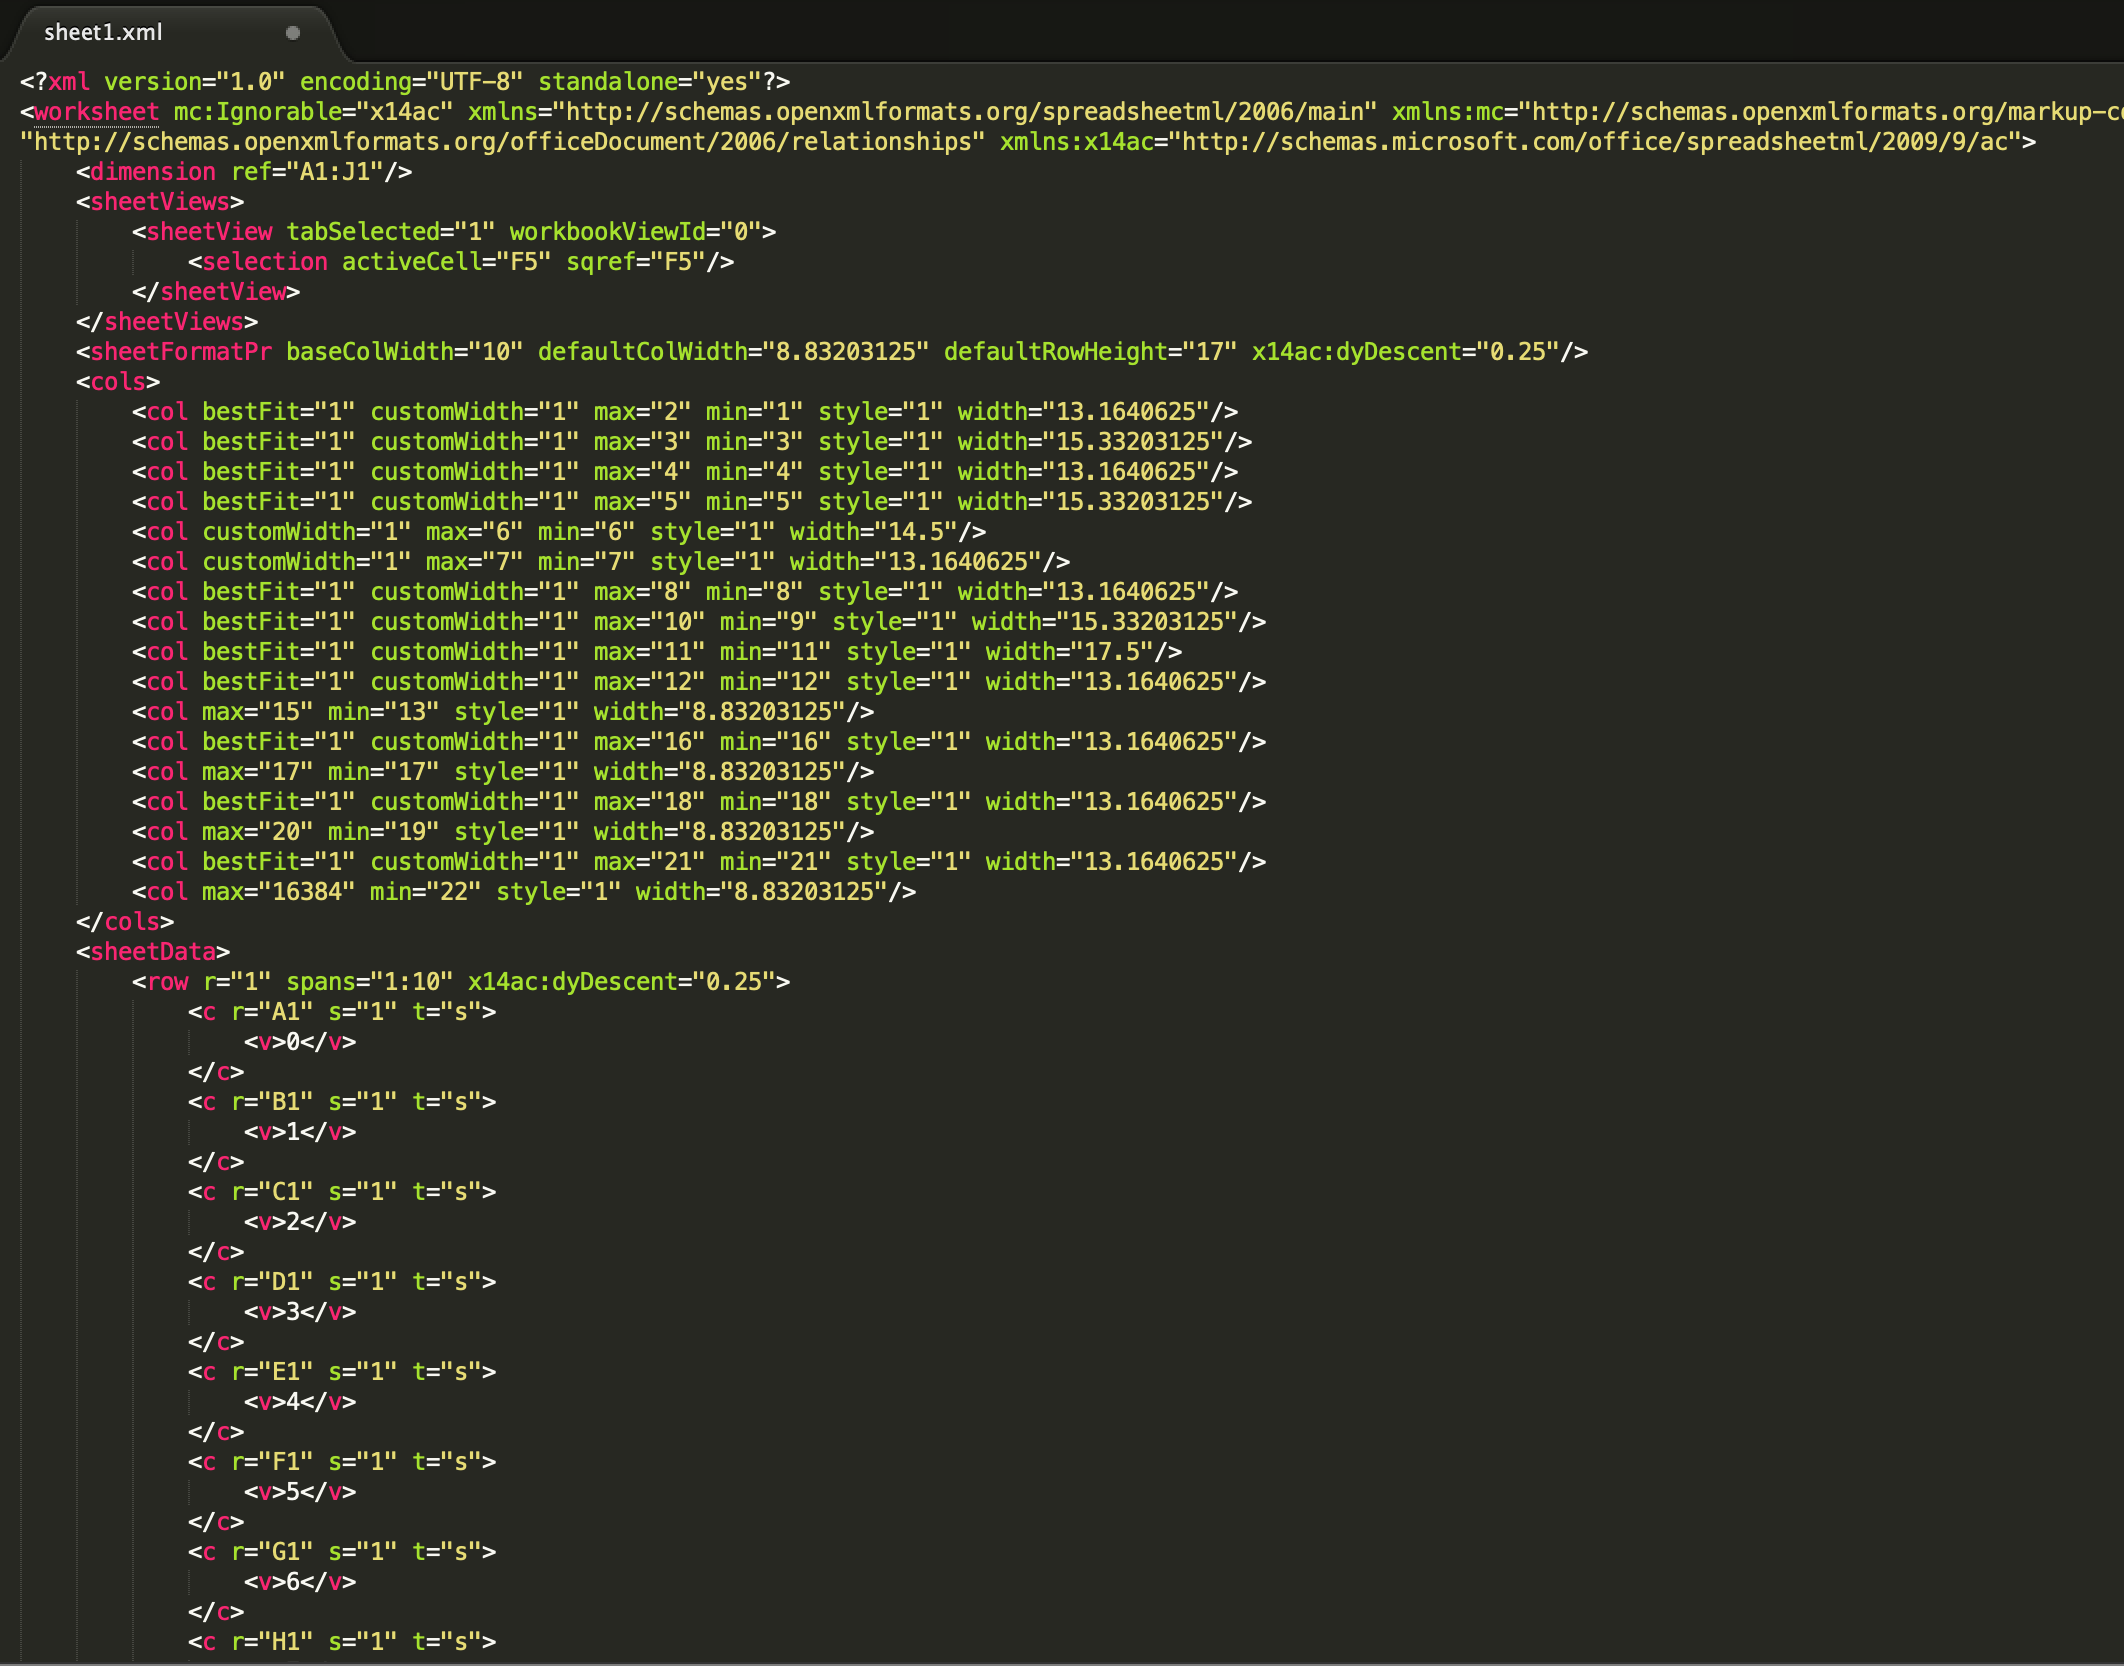 sheet1.xml
<?xml version="1.0" encoding="UTF-8" standalone="yes"?>
<worksheet mc:Ignorable="x14ac" xmlns="http://schemas.openxmlformats.org/spreadsheetml/2006/main" xmlns:mc="http://schemas.openxmlformats.org/markup-c
"http://schemas.openxmlformats.org/officeDocument/2006/relationships" xmlns:x14ac="http://schemas.microsoft.com/office/spreadsheetml/2009/9/ac">
<dimension ref="A1:J1"/>
<sheetViews>
<sheetView tabSelected="1" workbookViewId="0">
<selection activeCell="F5" sqref="F5"/>
</sheetView>
</sheetViews>
<sheetFormatPr baseColWidth="10" defaultColWidth="8.83203125" defaultRowHeight="17" x14ac:dyDescent="0.25"/>
<cols>
<col bestFit="1" customWidth="1" max="2" min="1" style="1" width="13.1640625"/>
<col bestFit="1" customWidth="1" max="3" min="3" style="1" width="15.33203125"/>
<col bestFit="1" customWidth="1" max="4" min="4" style="1" width="13.1640625"/>
<col bestFit="1" customWidth="1" max="5" min="5" style="1" width="15.33203125"/>
<col customWidth="1" max="6" min="6" style="1" width="14.5"/>
<col customWidth="1" max="7" min="7" style="1" width="13.1640625"/>
<col bestFit="1" customWidth="1" max="8" min="8" style="1" width="13.1640625"/>
<col bestFit="1" customWidth="1" max="10" min="9" style="1" width="15.33203125"/>
<col bestFit="1" customWidth="1" max="11" min="11" style="1" width="17.5"/>
<col bestFit="1" customWidth="1" max="12" min="12" style="1" width="13.1640625"/>
<col max="15" min="13" style="1" width="8.83203125"/>
<col bestFit="1" customWidth="1" max="16" min="16" style="1" width="13.1640625"/>
<col max="17" min="17" style="1" width="8.83203125"/>
<col bestFit="1" customWidth="1" max="18" min="18" style="1" width="13.1640625"/>
<col max="20" min="19" style="1" width="8.83203125"/>
<col bestFit="1" customWidth="1" max="21" min="21" style="1" width="13.1640625"/>
<col max="16384" min="22" style="1" width="8.83203125"/>
</cols>
<sheetData>
<row r="1" spans="1:10" x14ac:dyDescent="0.25">
<c r="A1" s="1" t="s">
<v>0</v>
</c>
<c r="B1" s="1" t="s">
<v>1</v>
</c>
<c r="C1" s="1" t="s">
<v>2</v>
</c>
<c r="D1" s="1" t="s">
<v>3</v>
</c>
<c r="E1" s="1" t="s">
<v>4</v>
</c>
<c r="F1" s="1" t="s">
<v>5</v>
</c>
<c r="G1" s="1" t="s">
<v>6</v>
</c>
<c r="H1" s="1" t="s">